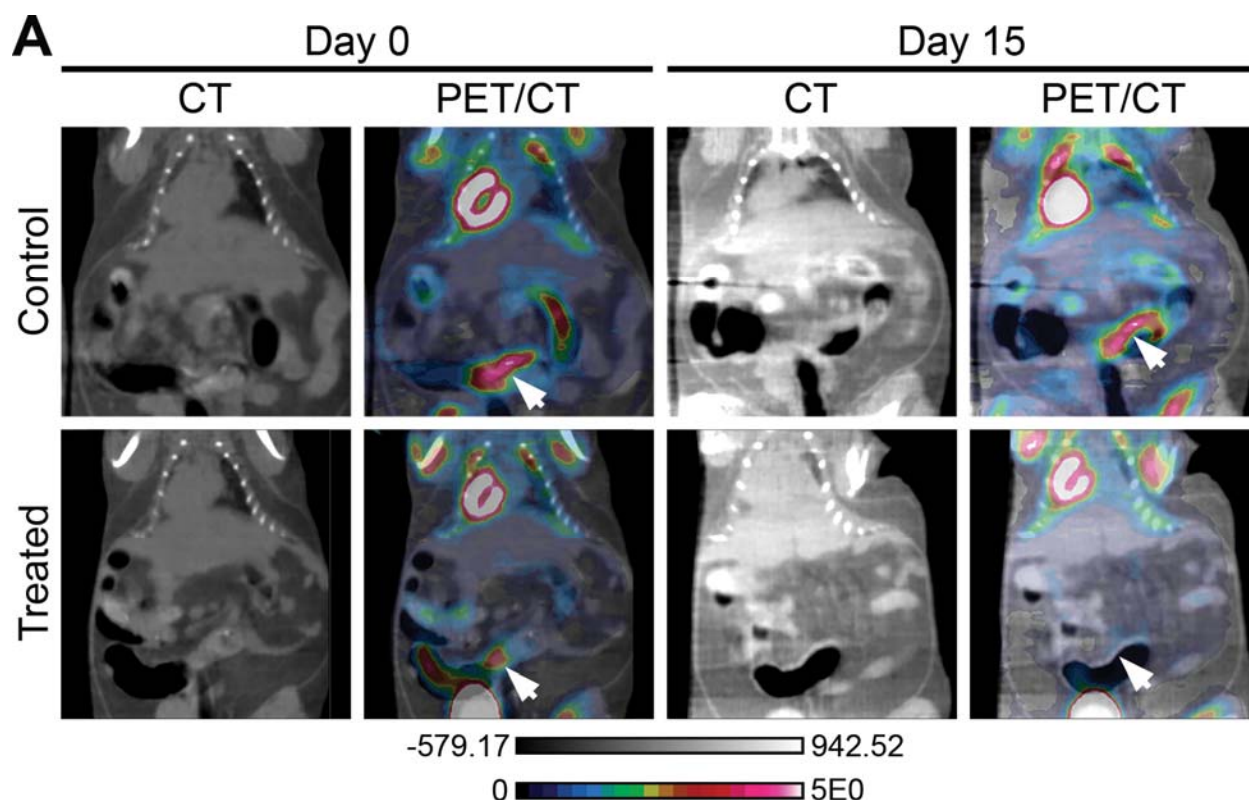 A
Day 0 Day 15
CT PET/CT CT PET/CT
Control
Treated
-579.17 942.52
0 5E0